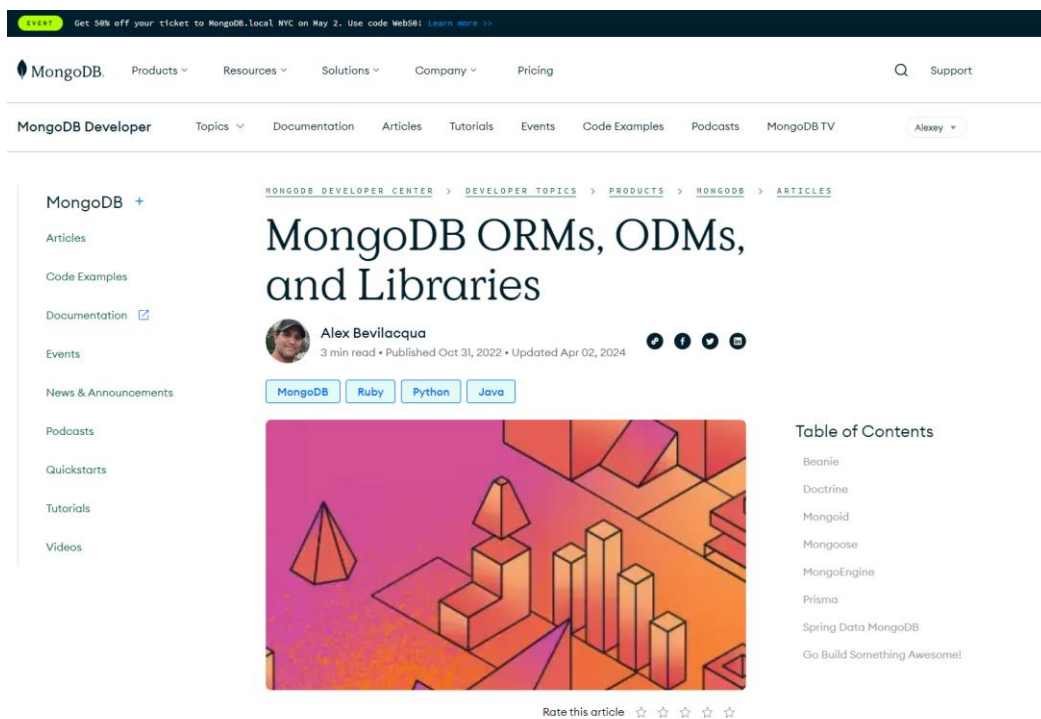 EVENT Get 50% off your ticket to MongoDB.local NYC on May 2. Use code Web50! Learn more >>
MongoDB. Products Resources Solutions Company Pricing Support
MongoDB Developer Topics Documentation Articles Tutorials Events Code Examples Podcasts MongoDB TV Alexey
MongoDB +
Articles
Code Examples
Documentation
Events
News & Announcements
Podcasts
Quickstarts
Tutorials
Videos
MONGODB DEVELOPER CENTER > DEVELOPER TOPICS > PRODUCTS > MONGODB > ARTICLES
MongoDB ORMs, ODMs,
and Libraries
Alex Bevilacqua
3 min read • Published Oct 31, 2022 • Updated Apr 02, 2024
MongoDB Ruby Python Java
Table of Contents
Beanie
Doctrine
Mongoid
Mongoose
MongoEngine
Prisma
Spring Data MongoDB
Go Build Something Awesome!
Rate this article